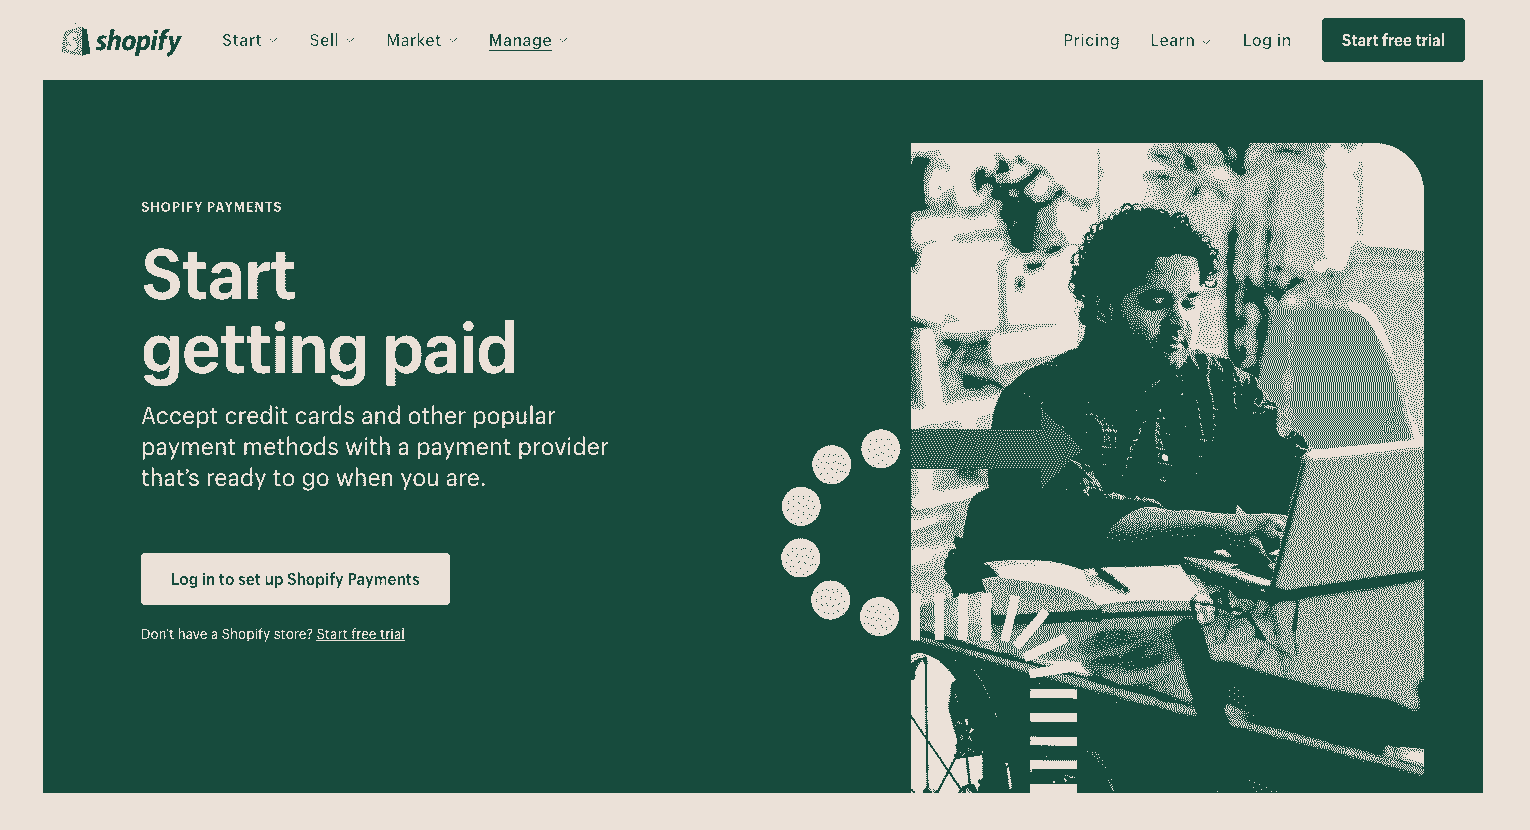 shopify
Start
Sell
Market
Manage
Pricing
Learn
Log in
Start free trial
SHOPIFY PAYMENTS
Start
getting paid
Accept credit cards and other popular
payment methods with a payment provider
that's ready to go when you are.
Log in to set up Shopify Payments
Don't have a Shopify store? Start free trial